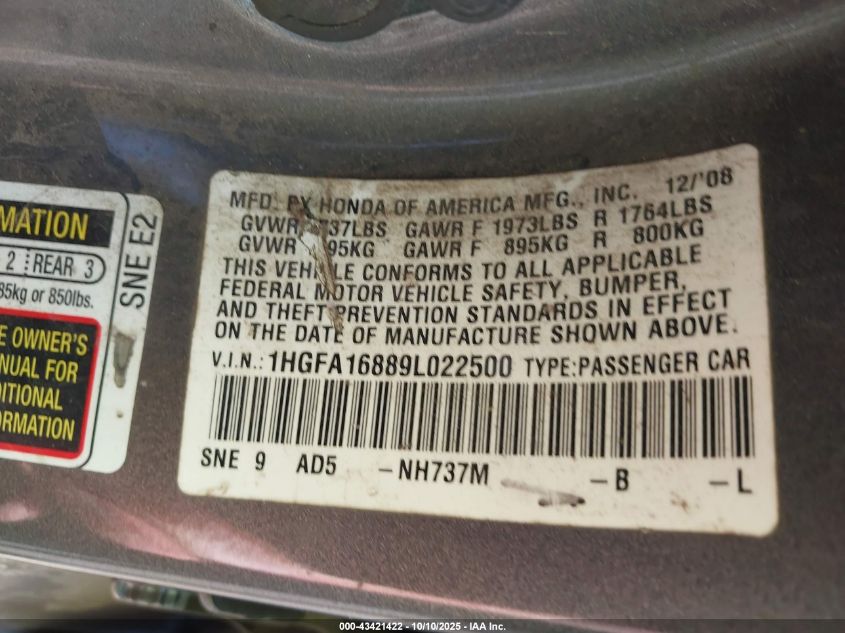 MATION
2 REAR 3
85kg or 850lbs.
E OWNER'S
NUAL FOR
DITIONAL
FORMATION
SNE E2
MFD. BY HONDA OF AMERICA MFG., INC. 12/'08
GVWR 37LBS GAWR F 1973LBS R 1764LBS
GVWR 95KG GAWR F 895KG R 800KG
THIS VEHICLE CONFORMS TO ALL APPLICABLE
FEDERAL MOTOR VEHICLE SAFETY, BUMPER,
AND THEFT PREVENTION STANDARDS IN EFFECT
ON THE DATE OF MANUFACTURE SHOWN ABOVE.
V.I.N.: 1HGFA16889L022500 TYPE:PASSENGER CAR
SNE 9 AD5 -NH737M -B -L
000-43421422 - 10/10/2025 - IAA Inc.